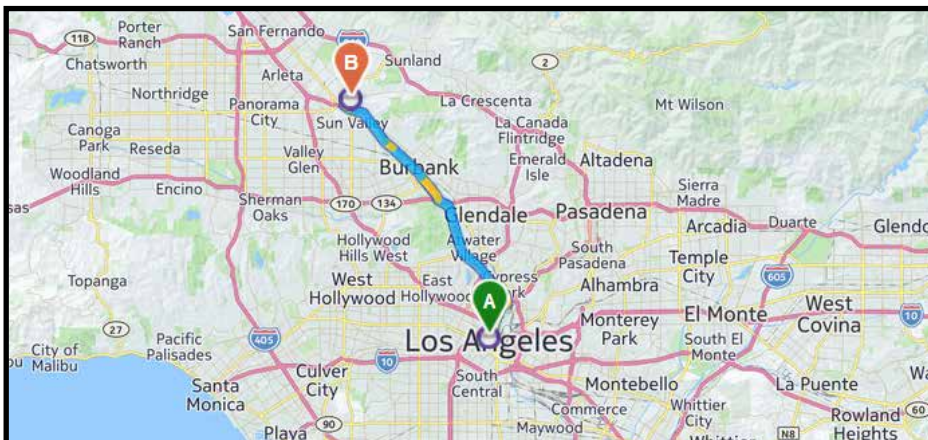 Porter
Ranch
San Fernando
118
Chatsworth
Arleta
B
Sunland
2
Northridge
Panorama
City
La Crescenta
Mt Wilson
Sun Valley
La Canada
Flintridge
Canoga
Park
Reseda
Valley
Glen
Burbank
Emerald
Isle
Altadena
Woodland
Hills
Encino
Sherman
Oaks
170
134
Glendale
Pasadena
Sierra
Madre
Arcadia
Duarte
Glendo
Hollywood
Hills West
Atwater
Village
South
Pasadena
Temple
City
605
Topanga
West
Hollywood
East
Hollywood
A
Alhambra
27
Pacific
Palisades
405
Los Angeles
Monterey
Park
El Monte
West
Covina
10
City of
Malibu
10
Culver
City
South
Central
South El
Monte
Santa
Monica
Montebello
La Puente
Commerce
Whittier
City
Rowland
Heights
60
90
Playa
Maywood
N8